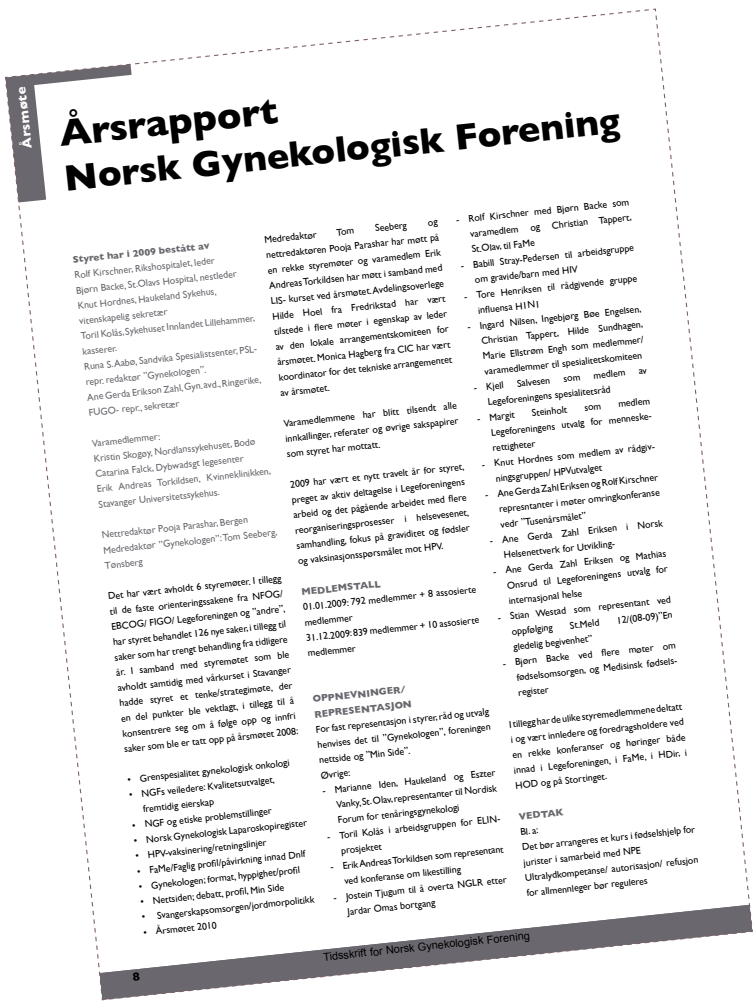 Årsmøte
Årsrapport
Norsk Gynekologisk Forening
Styret har i 2009 bestått av
Rolf Kirschner, Rikshospitalet, leder
Bjørn Backe, St.Olavs Hospital, nestleder
Knut Hordnes, Haukeland Sykehus,
vitenskapelig sekretær
Toril Kolås, Sykehuset Innlandet Lillehammer,
kasserer.
Runa S. Aabø, Sandvika Spesialistsenter, PSL-
repr. redaktør "Gynekologen".
Ane Gerda Erikson Zahl, Gyn.avd., Ringerike,
FUGO- repr., sekretær
Varamedlemmer:
Kristin Skogøy, Nordlanssykehuset, Bodø
Catarina Falck, Dybwadsgt legesenter
Erik Andreas Torkildsen, Kvinneklinikken,
Stavanger Universitetssykehus.
Nettredaktør Pooja Parashar, Bergen
Medredaktør "Gynekologen": Tom Seeberg,
Tønsberg
Det har vært avholdt 6 styremøter. I tillegg
til de faste orienteringssakene fra NFOG/
EBCOG/ FIGO/ Legeforeningen og "andre",
har styret behandlet 126 nye saker, i tillegg til
saker som har trengt behandling fra tidligere
år. I samband med styremøtet som ble
avholdt samtidig med vårkurset i Stavanger
hadde styret et tenke/strategimøte, der
en del punkter ble vektlagt, i tillegg til å
konsentrere seg om å følge opp og innfri
saker som ble er tatt opp på årsmøtet 2008:
• Grenspesialitet gynekologisk onkologi
• NGFs veiledere: Kvalitetsutvalget,
fremtidig eierskap
• NGF og etiske problemstillinger
• Norsk Gynekologisk Laparoskopiregister
• HPV-vaksinering/retningslinjer
• FaMe/Faglig profil/påvirkning innad Dnlf
• Gynekologen; format, hyppighet/profil
• Nettsiden; debatt, profil, Min Side
• Svangerskapsomsorgen/jordmorpolitikk
• Årsmøtet 2010
Medredaktør Tom Seeberg og
nettredaktøren Pooja Parashar har møtt på
en rekke styremøter og varamedlem Erik
Andreas Torkildsen har møtt i samband med
LIS- kurset ved årsmøtet. Avdelingsoverlege
Hilde Hoel fra Fredrikstad har vært
tilstede i flere møter i egenskap av leder
av den lokale arrangementskomiteen for
årsmøtet. Monica Hagberg fra CIC har vært
koordinator for det tekniske arrangementet
av årsmøtet.
Varamedlemmene har blitt tilsendt alle
innkallinger, referater og øvrige sakspapirer
som styret har mottatt.
2009 har vært et nytt travelt år for styret,
preget av aktiv deltagelse i Legeforeningens
arbeid og det pågående arbeidet med flere
reorganiseringsprosesser i helsevesenet,
samhandling, fokus på graviditet og fødsler
og vaksinasjonsspørsmålet mot HPV.
MEDLEMSTALL
01.01.2009: 792 medlemmer + 8 assosierte
medlemmer
31.12.2009: 839 medlemmer + 10 assosierte
medlemmer
OPPNEVNINGER/
REPRESENTASJON
For fast representasjon i styrer, råd og utvalg
henvises det til "Gynekologen", foreningen
nettside og "Min Side".
Øvrige:
- Marianne Iden, Haukeland og Eszter
Vanky, St. Olav, representanter til Nordisk
Forum for tenåringsgynekologi
- Toril Kolás i arbeidsgruppen for ELIN-
prosjektet
- Erik Andreas Torkildsen som representant
ved konferanse om likestilling
- Jostein Tjugum til å overta NGLR etter
Jardar Omas bortgang
- Rolf Kirschner med Bjørn Backe som
varamedlem og Christian Tappert,
St.Olav, til FaMe
- Babill Stray-Pedersen til arbeidsgruppe
om gravide/barn med HIV
- Tore Henriksen til rådgivende gruppe
influensa H1N1
- Ingard Nilsen, Ingebjørg Bøe Engelsen,
Christian Tappert, Hilde Sundhagen,
Marie Ellstrøm Engh som medlemmer/
varamedlemmer til spesialitetskomiteen
- Kjell Salvesen som medlem av
Legeforeningens spesialitetsråd
- Margit Steinholt som medlem
Legeforeningens utvalg for menneske-
rettigheter
- Knut Hordnes som medlem av rådgiv-
ningsgruppen/ HPVutvalget
- Ane Gerda Zahl Eriksen og Rolf Kirschner
represntanter i møter omringkonferanse
vedr "Tusenårsmålet"
- Ane Gerda Zahl Eriksen i Norsk
Helsenettverk for Utvikling-
- Ane Gerda Zahl Eriksen og Mathias
Onsrud til Legeforeningens utvalg for
internasjonal helse
- Stian Westad som representant ved
oppfølging St.Meld 12/(08-09)"En
gledelig begivenhet"
- Bjørn Backe ved flere møter om
fødselsomsorgen, og Medisinsk fødsels-
register
I tillegg har de ulike styremedlemmene deltatt
i og vært innledere og foredragsholdere ved
en rekke konferanser og høringer både
innad i Legeforeningen, i FaMe, i HDir, i
HOD og på Stortinget.
VEDTAK
Bl. a:
Det bør arrangeres et kurs i fødselshjelp for
jurister i samarbeid med NPE
Ultralydkompetanse/ autorisasjon/ refusjon
for allmennleger bør reguleres
8
Tidsskrift for Norsk Gynekologisk Forening